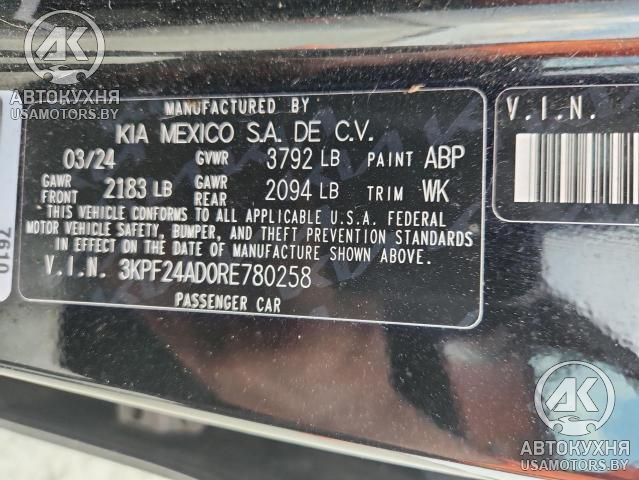 AK
АВТОКУХНЯ
USAMOTORS.BY
MANUFACTURED BY
KIA MEXICO S.A. DE C.V.
03/24 GVWR 3792 LB PAINT ABP
GAWR FRONT 2183 LB GAWR REAR 2094 LB TRIM WK
THIS VEHICLE CONFORMS TO ALL APPLICABLE U.S.A. FEDERAL
MOTOR VEHICLE SAFETY, BUMPER, AND THEFT PREVENTION STANDARDS
IN EFFECT ON THE DATE OF MANUFACTURE SHOWN ABOVE.
V.I.N. 3KPF24AD0RE780258
PASSENGER CAR
V.I.N.
7610
AK
АВТОКУХНЯ
USAMOTORS.BY